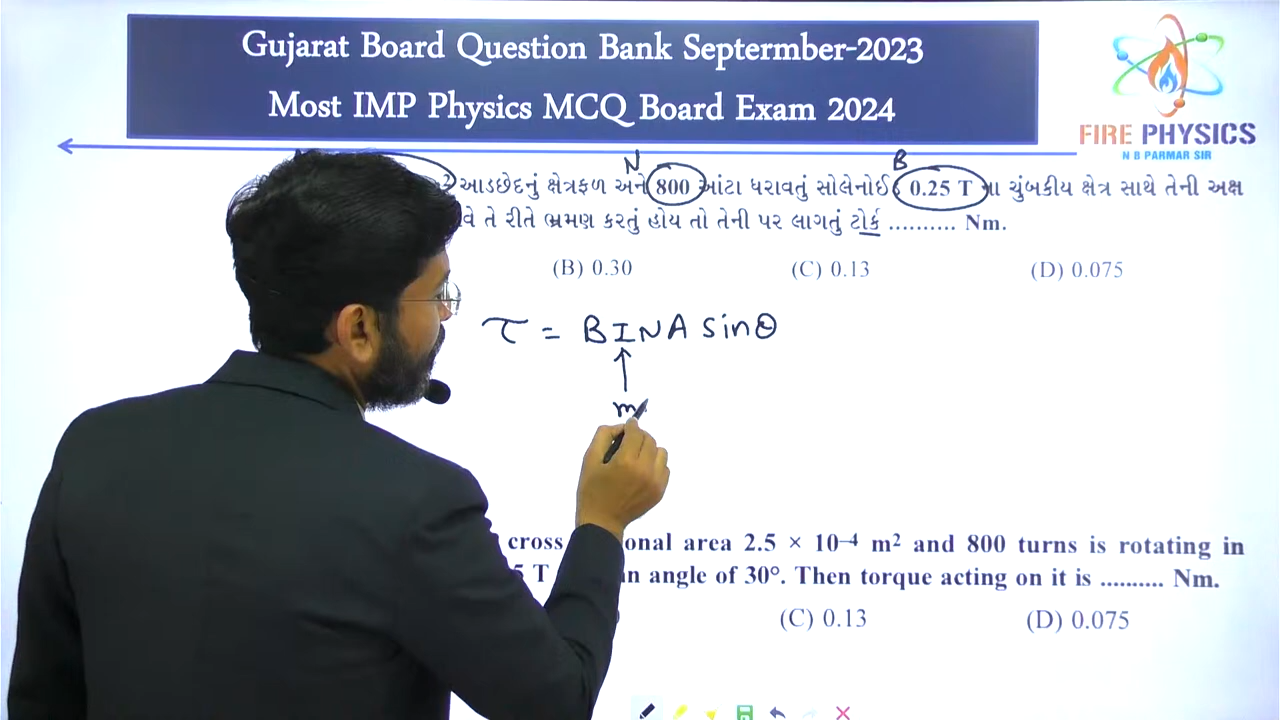 Gujarat Board Question Bank Septermber-2023
Most IMP Physics MCQ Board Exam 2024
FIRE PHYSICS
N B PARMAR SIR
N
B
આડછેદનું ક્ષેત્રફળ અને 800 આંટા ધરાવતું 0.25 T ચુંબકીય ક્ષેત્ર સાથે તેની અક્ષ
તે રીતે ભ્રમણ કરતું હોય તો તેની પર લાગતું ટોર્ક .......... Nm.
(B) 0.30
(C) 0.13
(D) 0.075
τ = BINA sinθ
m
cross onal area 2.5 × 10–4 m2 and 800 turns is rotating in
5 T n angle of 30°. Then torque acting on it is .......... Nm.
(C) 0.13
(D) 0.075